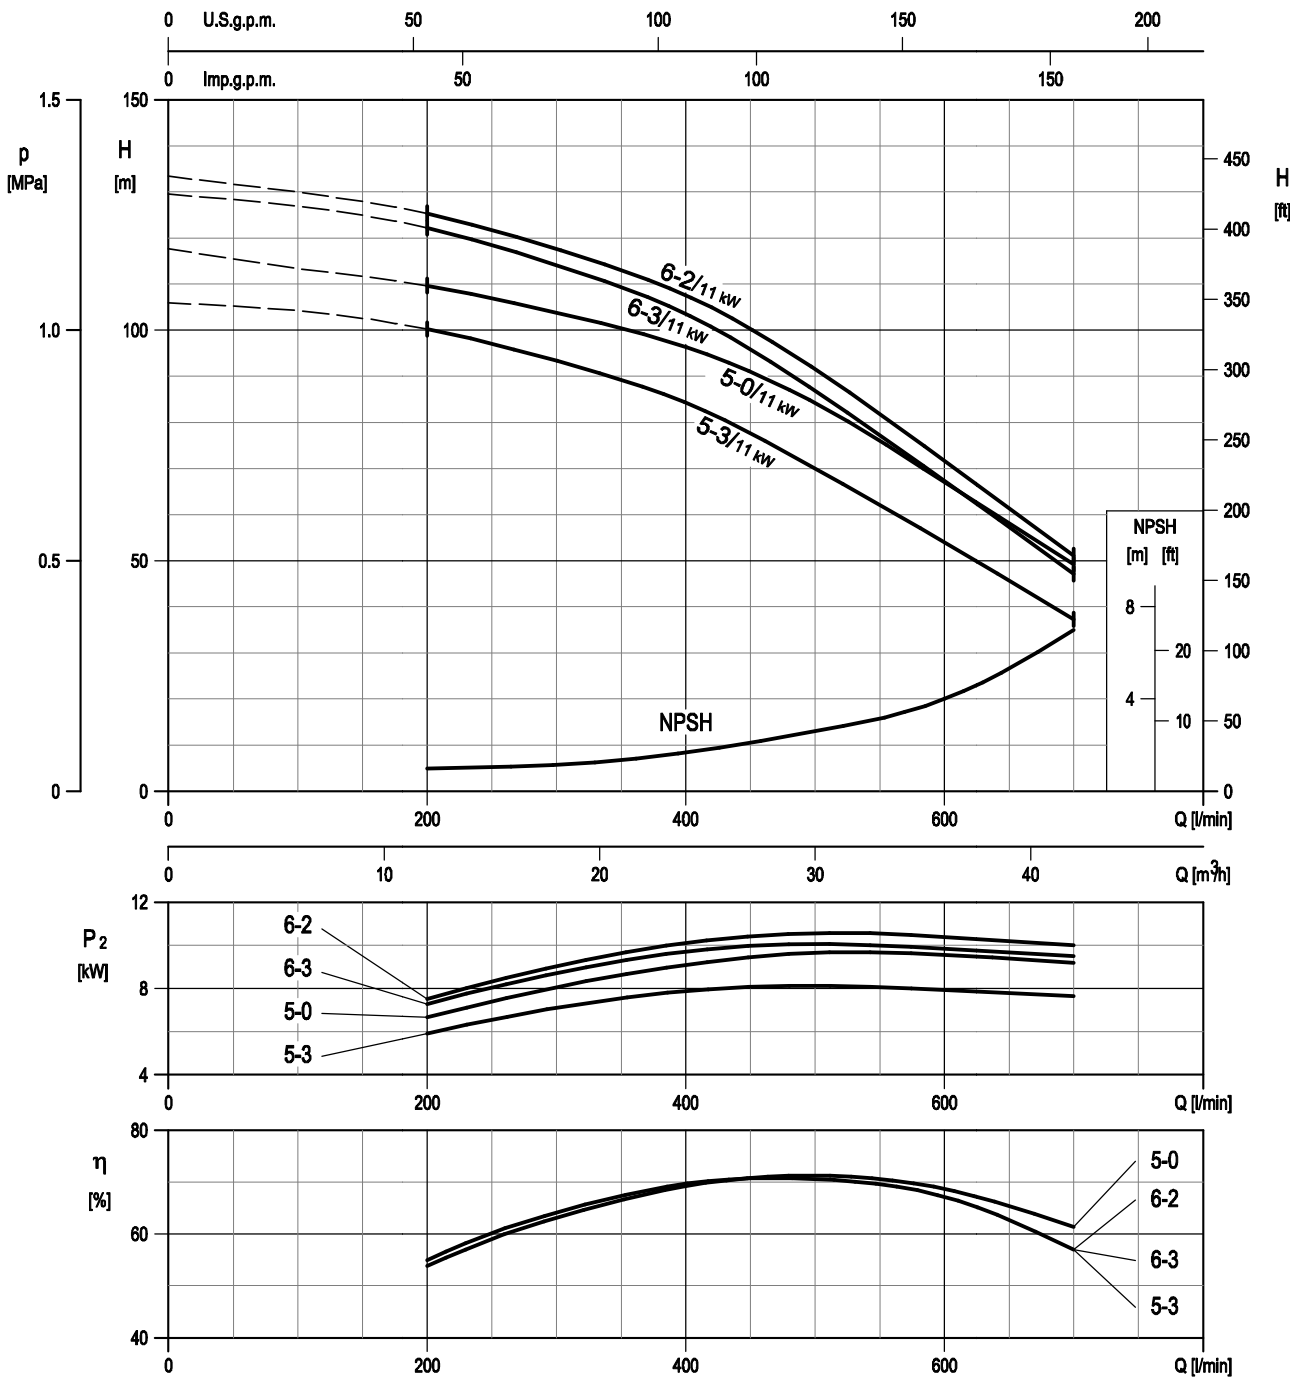 0 U.S.g.p.m. 50 100 150 200
0 Imp.g.p.m. 50 100 150
1.5 150
p H
[MPa] [m]
450
H
[ft]
400
6-2/11 kW
350
6-3/11 kW
1.0 100
300
5-0/11 kW
5-3/11 kW
250
200
NPSH
[m] [ft]
0.5 50
150
8
20 100
4
NPSH
10 50
0 0 0
0 200 400 600 Q [l/min]
0 10 20 30 40 Q [m³/h]
12
P2
[kW]
6-2
6-3
8
5-0
5-3
4
0 200 400 600 Q [l/min]
80
η
[%]
5-0
6-2
60
6-3
5-3
40
0 200 400 600 Q [l/min]